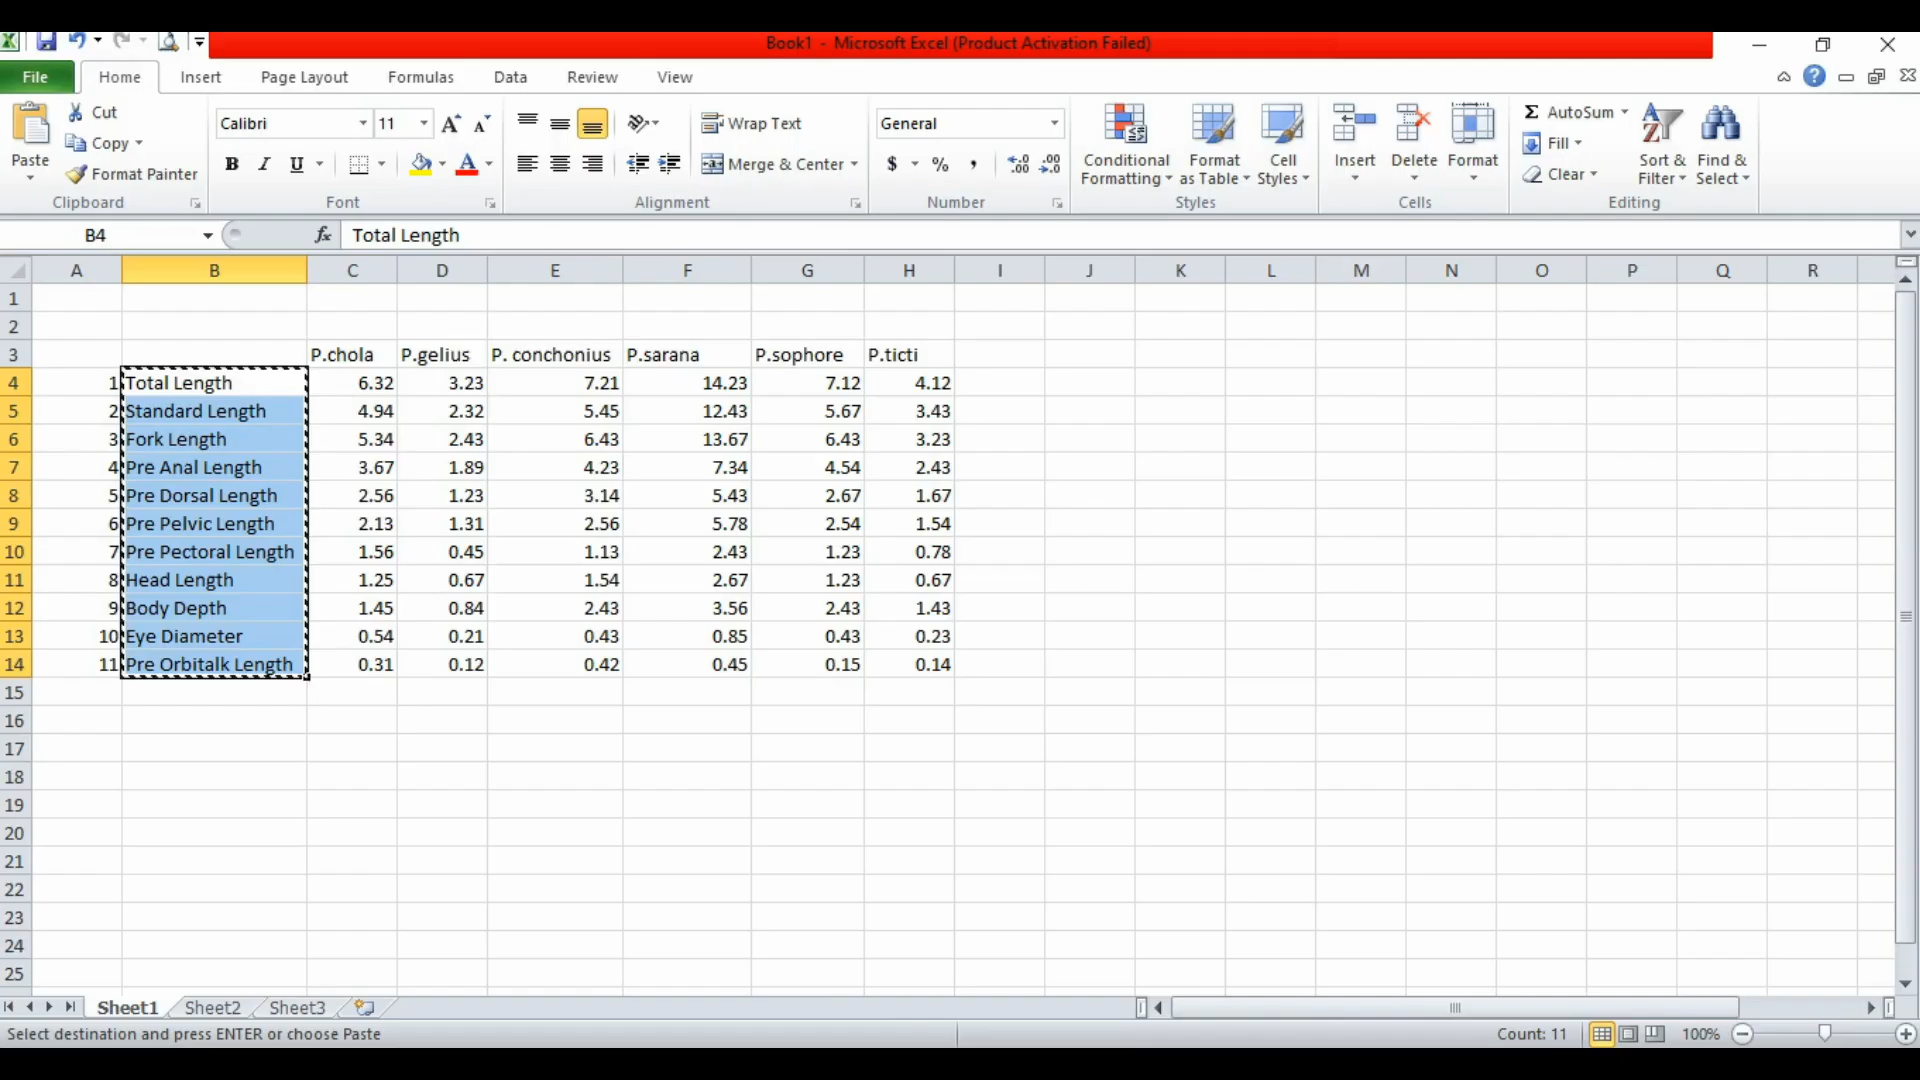 Book1 - Microsoft Excel (Product Activation Failed)
File Home Insert Page Layout Formulas Data Review View
Cut
Copy
Format Painter
Paste
Clipboard
Calibri 11
B I U
Font
Wrap Text
Merge & Center
Alignment
General
$ % ,
Number
Conditional Formatting
Format as Table
Cell Styles
Styles
Insert Delete Format
Cells
AutoSum
Fill
Clear
Sort & Filter
Find & Select
Editing
B4 fx Total Length
A B C D E F G H I J K L M N O P Q R
1
2
3 P.chola P.gelius P. conchonius P.sarana P.sophore P.ticti
4 1 Total Length 6.32 3.23 7.21 14.23 7.12 4.12
5 2 Standard Length 4.94 2.32 5.45 12.43 5.67 3.43
6 3 Fork Length 5.34 2.43 6.43 13.67 6.43 3.23
7 4 Pre Anal Length 3.67 1.89 4.23 7.34 4.54 2.43
8 5 Pre Dorsal Length 2.56 1.23 3.14 5.43 2.67 1.67
9 6 Pre Pelvic Length 2.13 1.31 2.56 5.78 2.54 1.54
10 7 Pre Pectoral Length 1.56 0.45 1.13 2.43 1.23 0.78
11 8 Head Length 1.25 0.67 1.54 2.67 1.23 0.67
12 9 Body Depth 1.45 0.84 2.43 3.56 2.43 1.43
13 10 Eye Diameter 0.54 0.21 0.43 0.85 0.43 0.23
14 11 Pre Orbitalk Length 0.31 0.12 0.42 0.45 0.15 0.14
15
16
17
18
19
20
21
22
23
24
25
Sheet1 Sheet2 Sheet3
Select destination and press ENTER or choose Paste Count: 11 100%